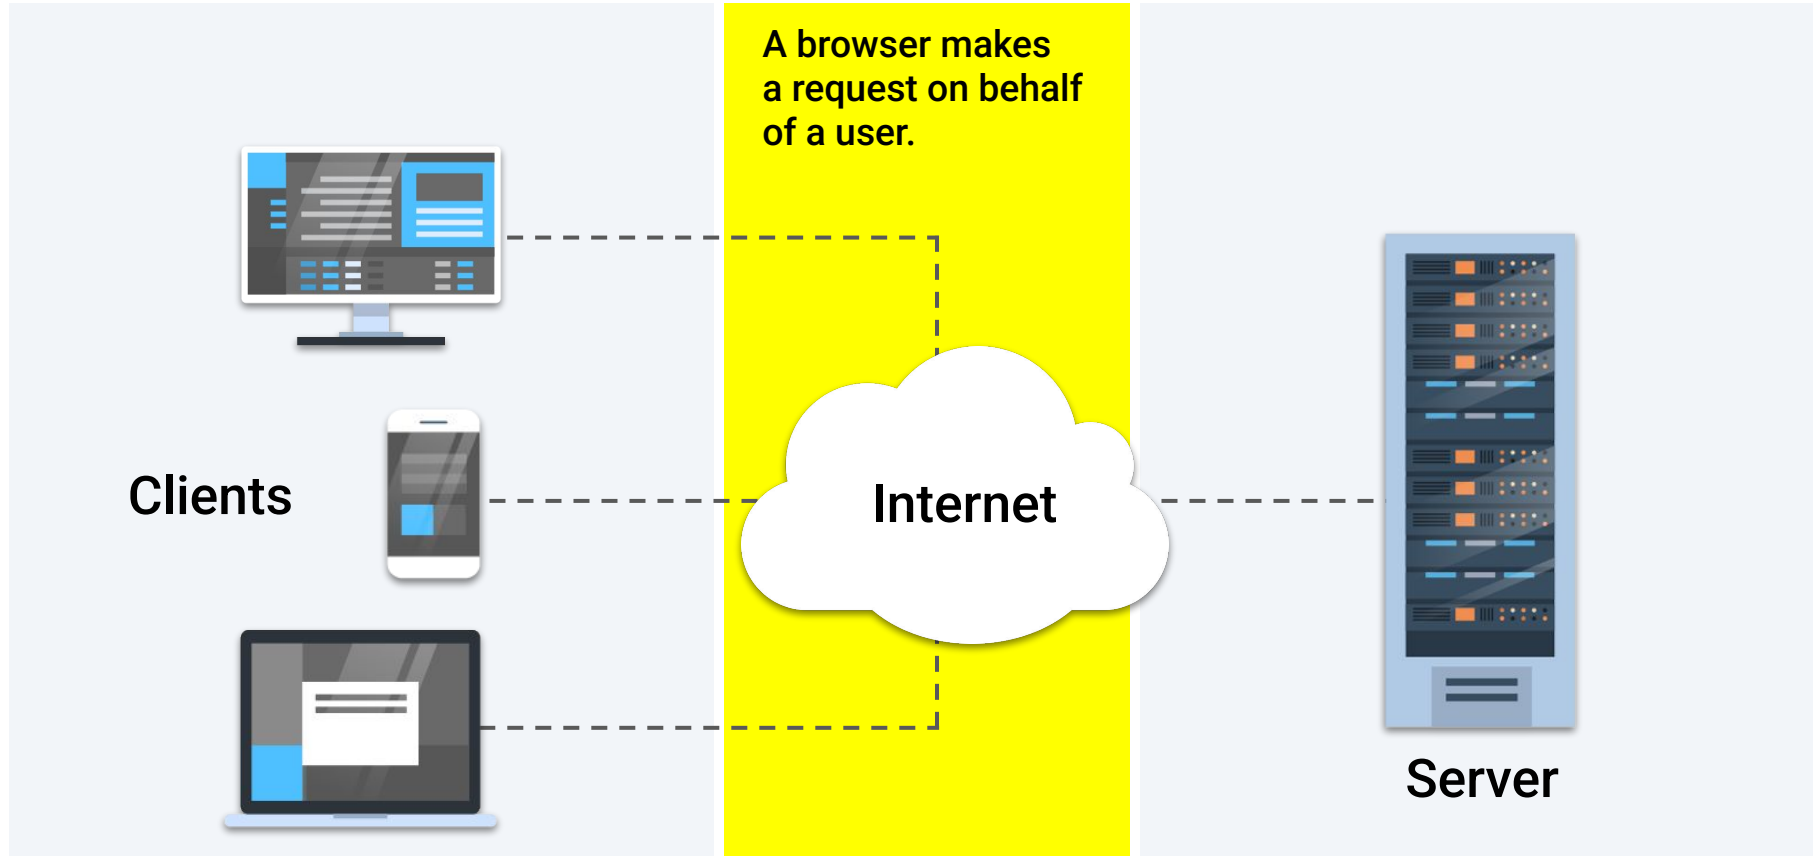 A browser makes
a request on behalf
of a user.
Clients
Internet
Server